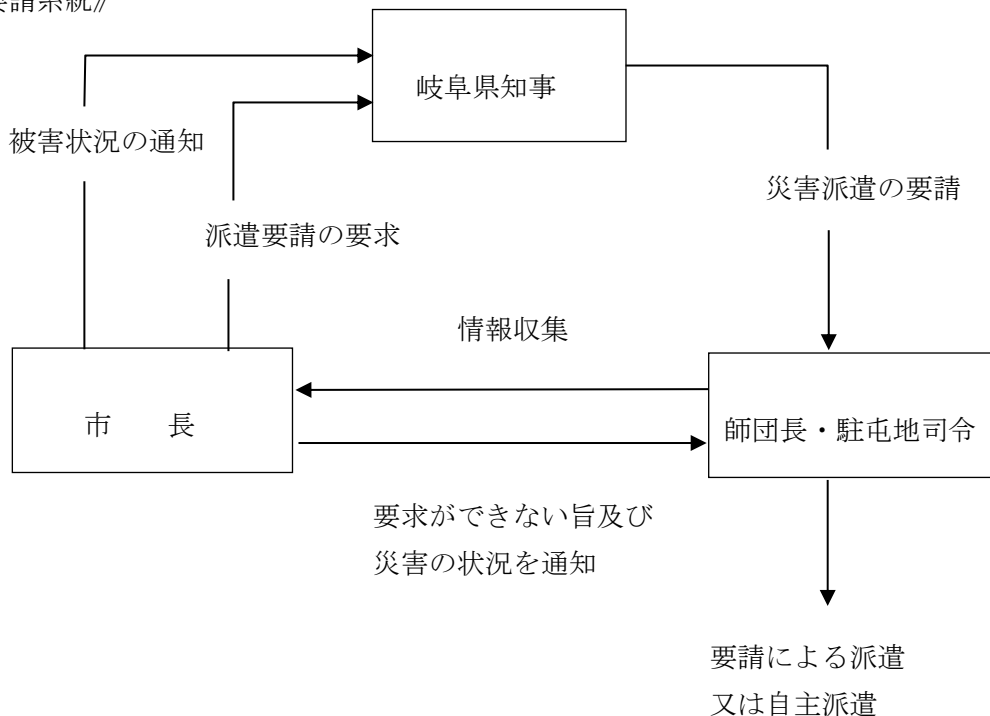 請系統》
岐阜県知事
被害状況の通知
災害派遣の要請
派遣要請の要求
情報収集
市 長
師団長・駐屯地司令
要求ができない旨及び
災害の状況を通知
要請による派遣
又は自主派遣